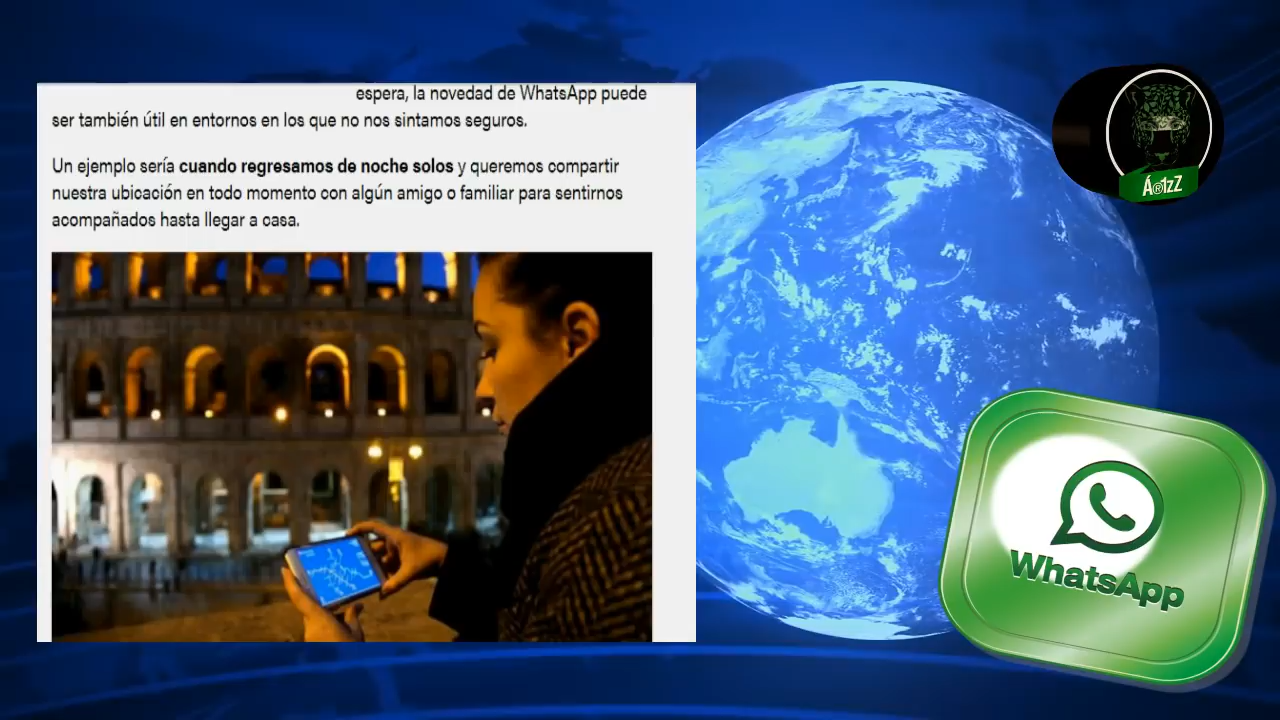 espera, la novedad de WhatsApp puede
ser también útil en entornos en los que no nos sintamos seguros.
Un ejemplo sería cuando regresamos de noche solos y queremos compartir
nuestra ubicación en todo momento con algún amigo o familiar para sentirnos
acompañados hasta llegar a casa.
Á®1zZ
WhatsApp